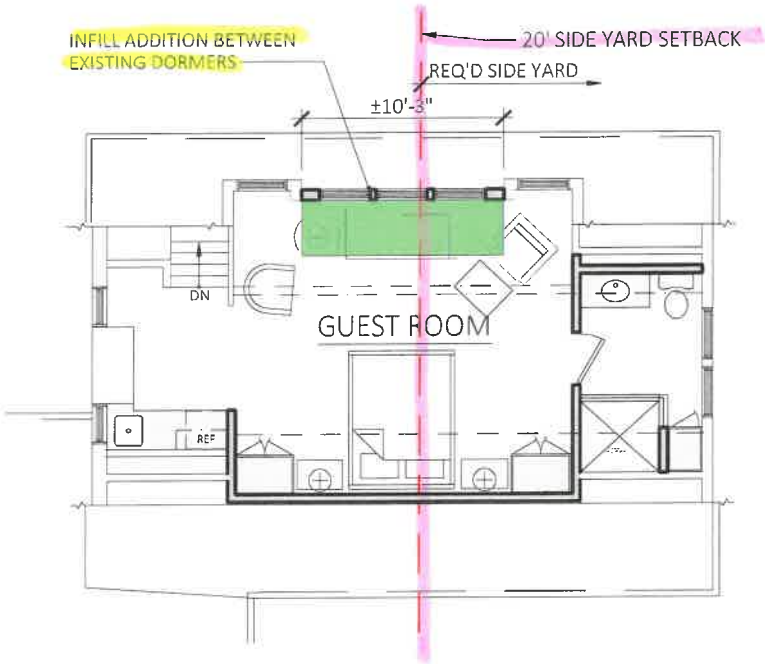 INFILL ADDITION BETWEEN
EXISTING DORMERS
20' SIDE YARD SETBACK
REQ'D SIDE YARD
±10'-3"
DN
GUEST ROOM
REF